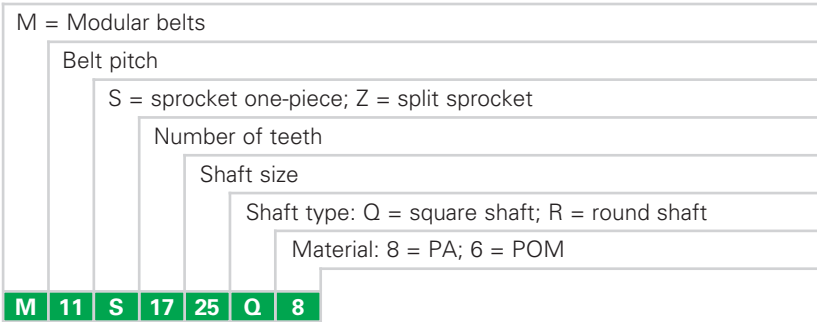 M = Modular belts
Belt pitch
S = sprocket one-piece; Z = split sprocket
Number of teeth
Shaft size
Shaft type: Q = square shaft; R = round shaft
Material: 8 = PA; 6 = POM
M 11 S 17 25 Q 8